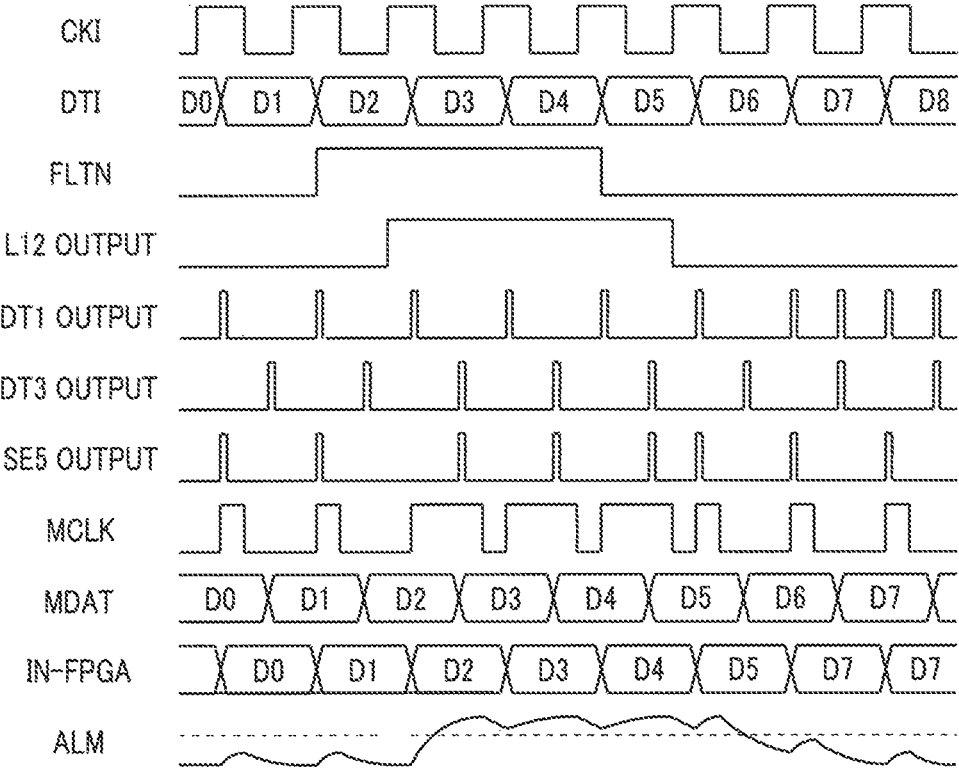 CKI
DTI D0 D1 D2 D3 D4 D5 D6 D7 D8
FLTN
Li2 OUTPUT
DT1 OUTPUT
DT3 OUTPUT
SE5 OUTPUT
MCLK
MDAT D0 D1 D2 D3 D4 D5 D6 D7
IN-FPGA D0 D1 D2 D3 D4 D5 D7 D7
ALM